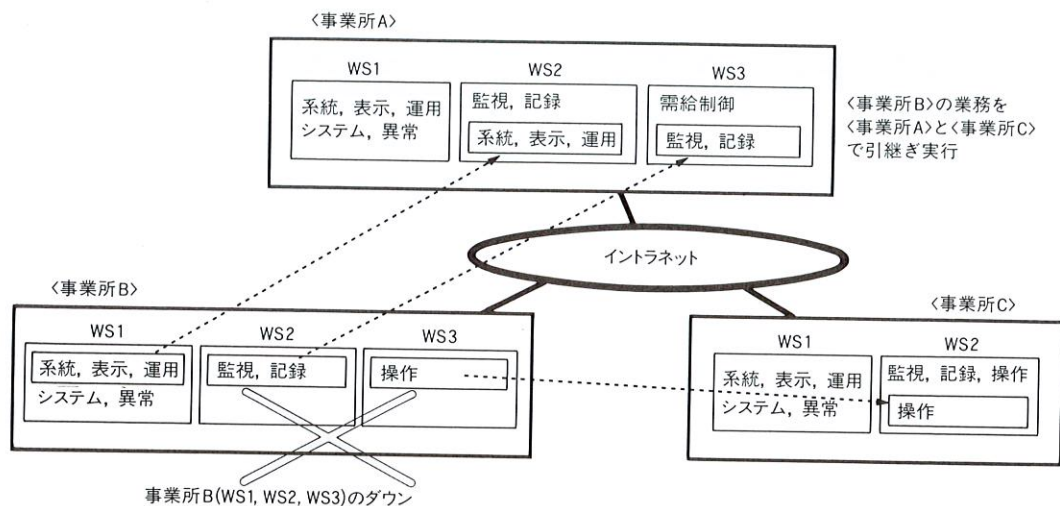 〈事業所A〉
WS1
系統, 表示, 運用
システム, 異常
WS2
監視, 記録
系統, 表示, 運用
WS3
需給制御
監視, 記録
〈事業所B〉の業務を
〈事業所A〉と〈事業所C〉
で引継ぎ実行
イントラネット
〈事業所B〉
WS1
系統, 表示, 運用
システム, 異常
WS2
監視, 記録
WS3
操作
事業所B(WS1, WS2, WS3)のダウン
〈事業所C〉
WS1
系統, 表示, 運用
システム, 異常
WS2
監視, 記録, 操作
操作